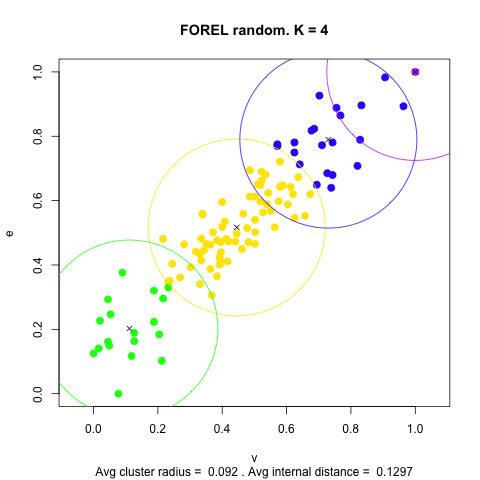 FOREL random. K = 4
1.0
0.8
0.6
0.4
0.2
0.0
e
0.0 0.2 0.4 0.6 0.8 1.0
v
Avg cluster radius =  0.092 . Avg internal distance =  0.1297